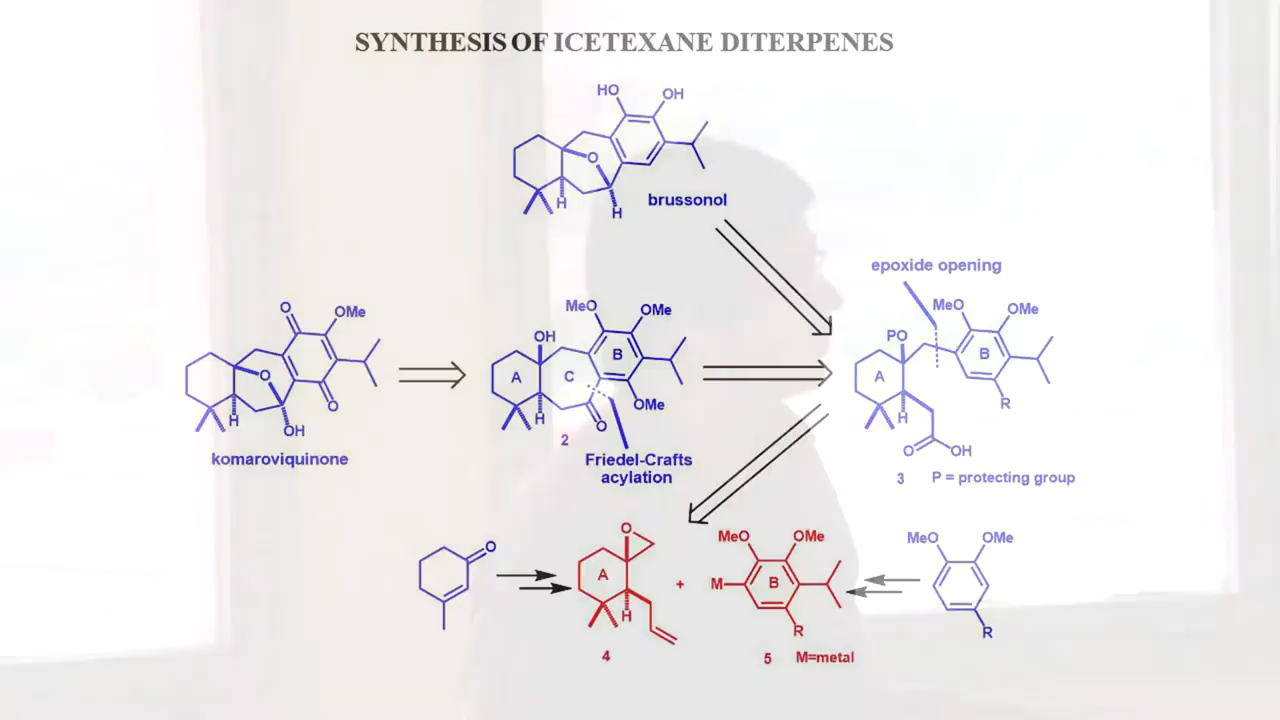 SYNTHESIS OF ICETEXANE DITERPENES
HO
OH
O
H
H
brussonol
epoxide opening
O
OMe
O
O
H
OH
komaroviquinone
MeO
OMe
OH
B
A
C
H
OMe
O
2
Friedel-Crafts
acylation
MeO
OMe
PO
B
A
H
R
O
OH
3 P = protecting group
O
O
A
H
4
+
MeO
OMe
M
B
R
5 M=metal
MeO
OMe
R